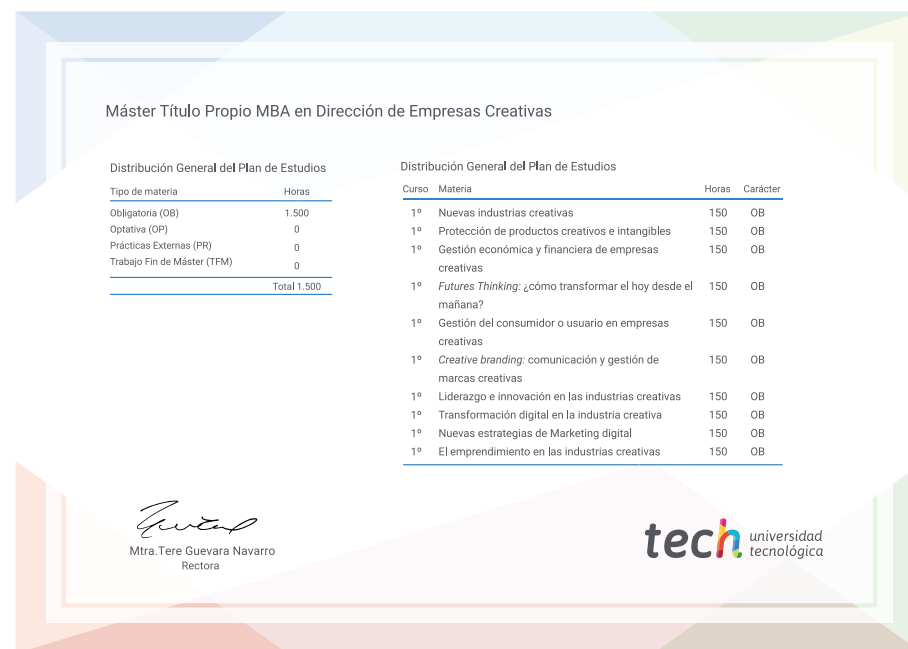 Máster Título Propio MBA en Dirección de Empresas Creativas
Distribución General del Plan de Estudios
Tipo de materia Horas
Obligatoria (OB) 1.500
Optativa (OP) 0
Prácticas Externas (PR) 0
Trabajo Fin de Máster (TFM) 0
Total 1.500
Distribución General del Plan de Estudios
Curso Materia Horas Carácter
1º Nuevas industrias creativas 150 OB
1º Protección de productos creativos e intangibles 150 OB
1º Gestión económica y financiera de empresas 150 OB
creativas
1º Futures Thinking: ¿cómo transformar el hoy desde el 150 OB
mañana?
1º Gestión del consumidor o usuario en empresas 150 OB
creativas
1º Creative branding: comunicación y gestión de 150 OB
marcas creativas
1º Liderazgo e innovación en las industrias creativas 150 OB
1º Transformación digital en la industria creativa 150 OB
1º Nuevas estrategias de Marketing digital 150 OB
1º El emprendimiento en las industrias creativas 150 OB
Mtra.Tere Guevara Navarro
Rectora
tech universidad
tecnológica